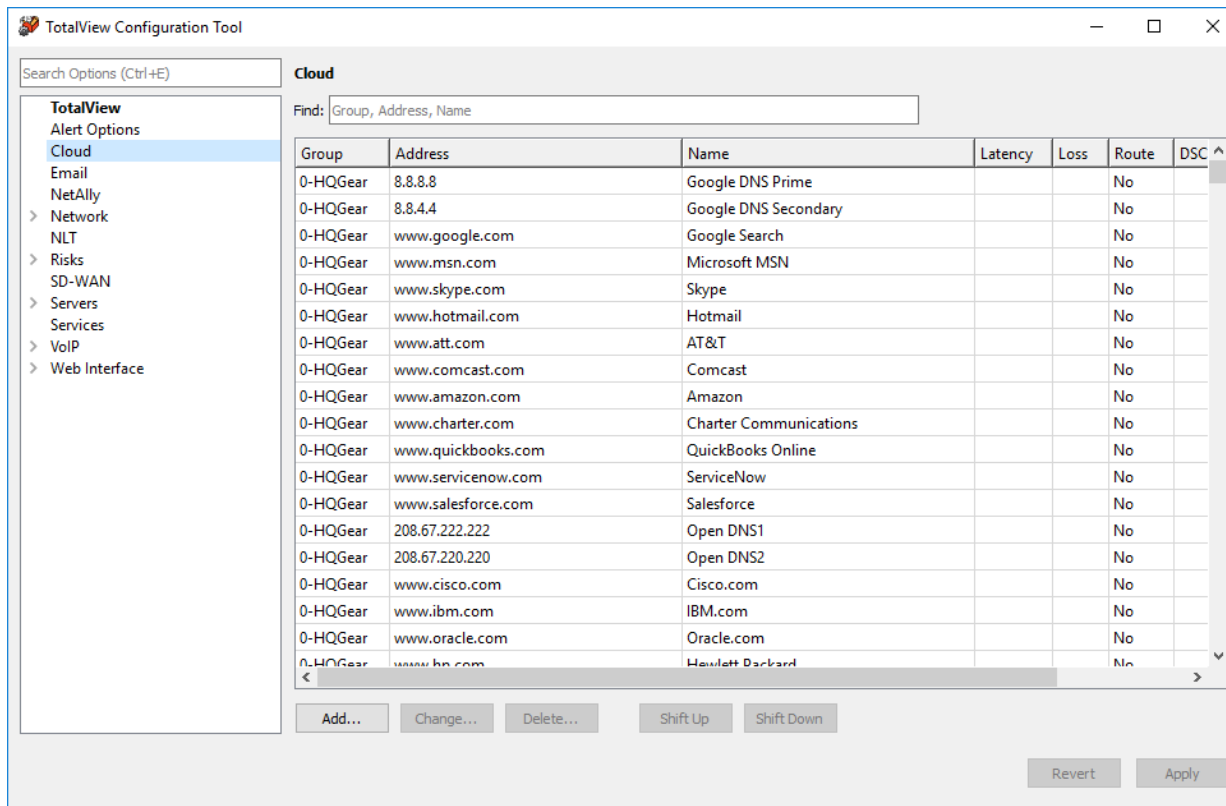 TotalView Configuration Tool
Search Options (Ctrl+E)
TotalView
Alert Options
Cloud
Email
NetAlly
Network
NLT
Risks
SD-WAN
Servers
Services
VoIP
Web Interface
Cloud
Find: Group, Address, Name
Group Address Name Latency Loss Route DSC
0-HQGear 8.8.8.8 Google DNS Prime No
0-HQGear 8.8.4.4 Google DNS Secondary No
0-HQGear www.google.com Google Search No
0-HQGear www.msn.com Microsoft MSN No
0-HQGear www.skype.com Skype No
0-HQGear www.hotmail.com Hotmail No
0-HQGear www.att.com AT&T No
0-HQGear www.comcast.com Comcast No
0-HQGear www.amazon.com Amazon No
0-HQGear www.charter.com Charter Communications No
0-HQGear www.quickbooks.com QuickBooks Online No
0-HQGear www.servicenow.com ServiceNow No
0-HQGear www.salesforce.com Salesforce No
0-HQGear 208.67.222.222 Open DNS1 No
0-HQGear 208.67.220.220 Open DNS2 No
0-HQGear www.cisco.com Cisco.com No
0-HQGear www.ibm.com IBM.com No
0-HQGear www.oracle.com Oracle.com No
0-HQGear www.hp.com Hewlett Packard No
Add... Change... Delete... Shift Up Shift Down
Revert Apply